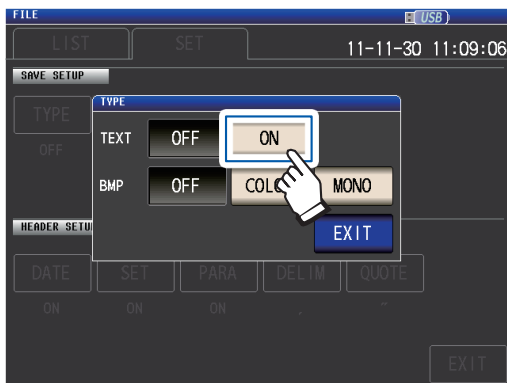 FILE
USB
LIST SET 11-11-30 11:09:06
SAVE SETUP
TYPE
OFF
TYPE
TEXT OFF ON
BMP OFF COLO MONO
EXIT
HEADER SETU
DATE SET PARA DELIM QUOTE
ON ON ON , ~
EXIT